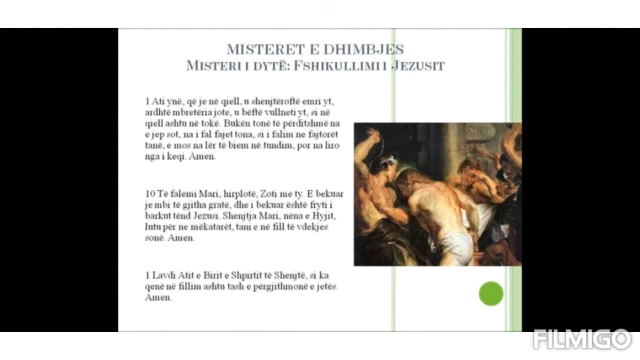 MISTERET E DHIMBJES
MISTERI I DYTË: FSHIKULLIMI I JEZUSIT
1 Ati ynë, që je në qiell, u shenjtëroftë emri yt,
ardhtë mbretëria jote, u bëftë vullneti yt, si në
qiell ashtu në tokë. Bukën tonë të përditshmë na
e jep sot, na i fal fajet tona, si i falim ne fajtorët
tanë, e mos na lër të biem në tundim, por na liro
nga i keqi. Amen.
10 Të falemi Mari, hirplotë, Zoti me ty. E bekuar
je mbi të gjitha gratë, dhe i bekuar është fryti i
barkut tënd Jezusi. Shenjtja Mari, nëna e Hyjit,
lutu për ne mëkatarët, tani e në fill të vdekjes
sonë. Amen.
1 Lavdi Atit e Birit e Shpirtit të Shenjtë, si ka
qenë në fillim ashtu tash e përgjithmonë e jetës.
Amen.
FILMIGO